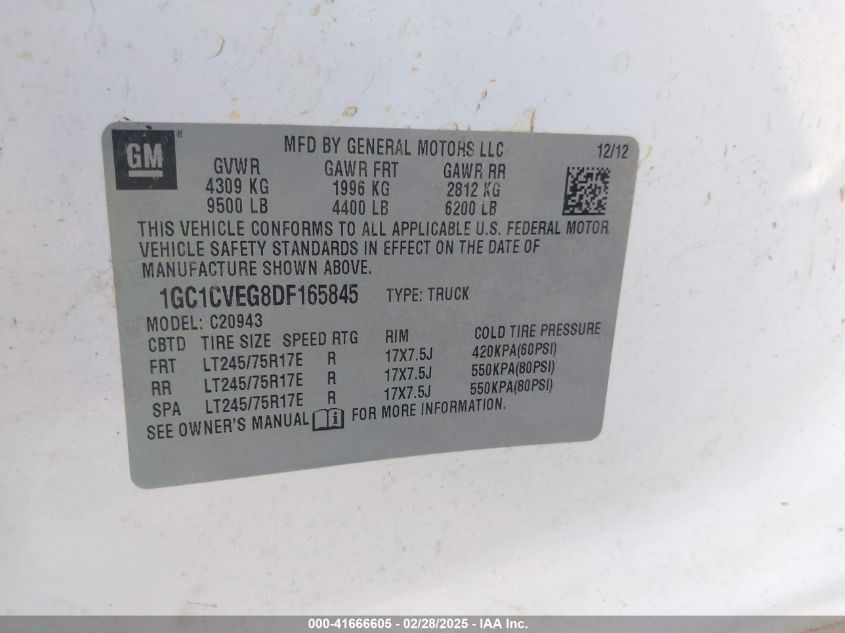 GM ®
MFD BY GENERAL MOTORS LLC 12/12
GVWR GAWR FRT GAWR RR
4309 KG 1996 KG 2812 KG
9500 LB 4400 LB 6200 LB
THIS VEHICLE CONFORMS TO ALL APPLICABLE U.S. FEDERAL MOTOR
VEHICLE SAFETY STANDARDS IN EFFECT ON THE DATE OF
MANUFACTURE SHOWN ABOVE.
1GC1CVEG8DF165845 TYPE: TRUCK
MODEL: C20943
CBTD TIRE SIZE SPEED RTG RIM COLD TIRE PRESSURE
FRT LT245/75R17E R 17X7.5J 420KPA(60PSI)
RR LT245/75R17E R 17X7.5J 550KPA(80PSI)
SPA LT245/75R17E R 17X7.5J 550KPA(80PSI)
SEE OWNER'S MANUAL FOR MORE INFORMATION.
000-41666605 - 02/28/2025 - IAA Inc.